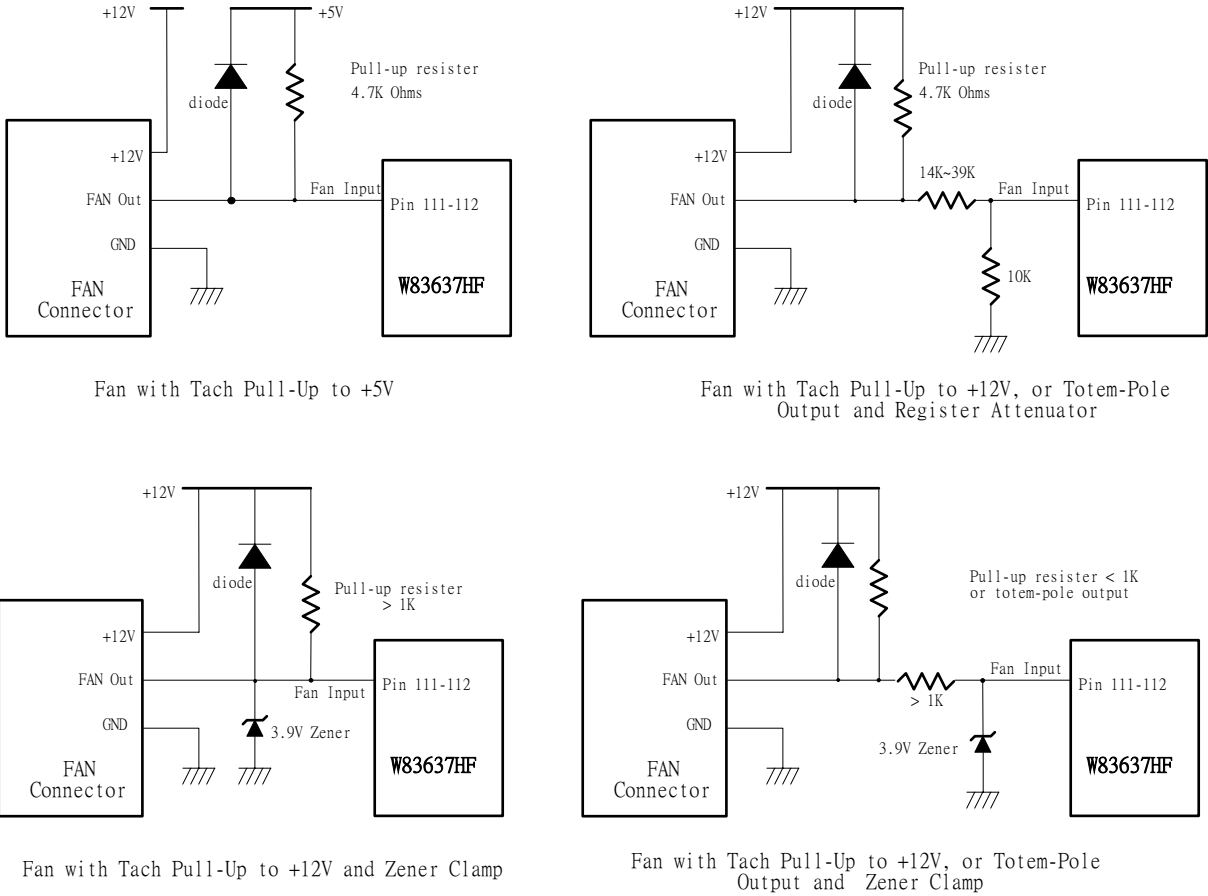 +12V
+5V
Pull-up resister
4.7K Ohms
diode
+12V
FAN Out
Fan Input
Pin 111-112
GND
FAN
Connector
W83637HF
Fan with Tach Pull-Up to +5V
+12V
Pull-up resister
4.7K Ohms
diode
+12V
14K~39K
FAN Out
Fan Input
Pin 111-112
GND
10K
FAN
Connector
W83637HF
Fan with Tach Pull-Up to +12V, or Totem-Pole
Output and Register Attenuator
+12V
diode
Pull-up resister
> 1K
+12V
FAN Out
Fan Input
Pin 111-112
GND
3.9V Zener
FAN
Connector
W83637HF
Fan with Tach Pull-Up to +12V and Zener Clamp
+12V
diode
Pull-up resister < 1K
or totem-pole output
+12V
FAN Out
Fan Input
> 1K
Pin 111-112
GND
3.9V Zener
FAN
Connector
W83637HF
Fan with Tach Pull-Up to +12V, or Totem-Pole
Output and Zener Clamp